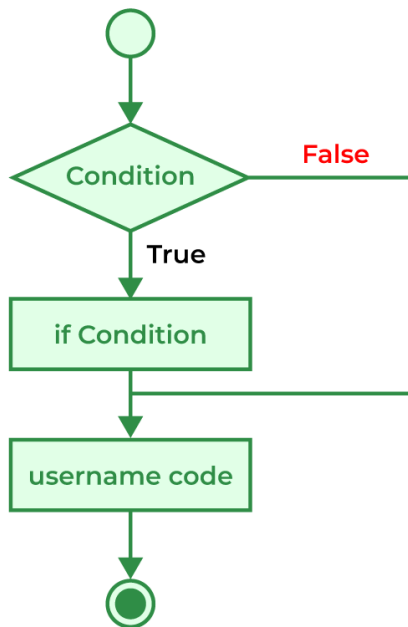 False
Condition
True
if Condition
username code